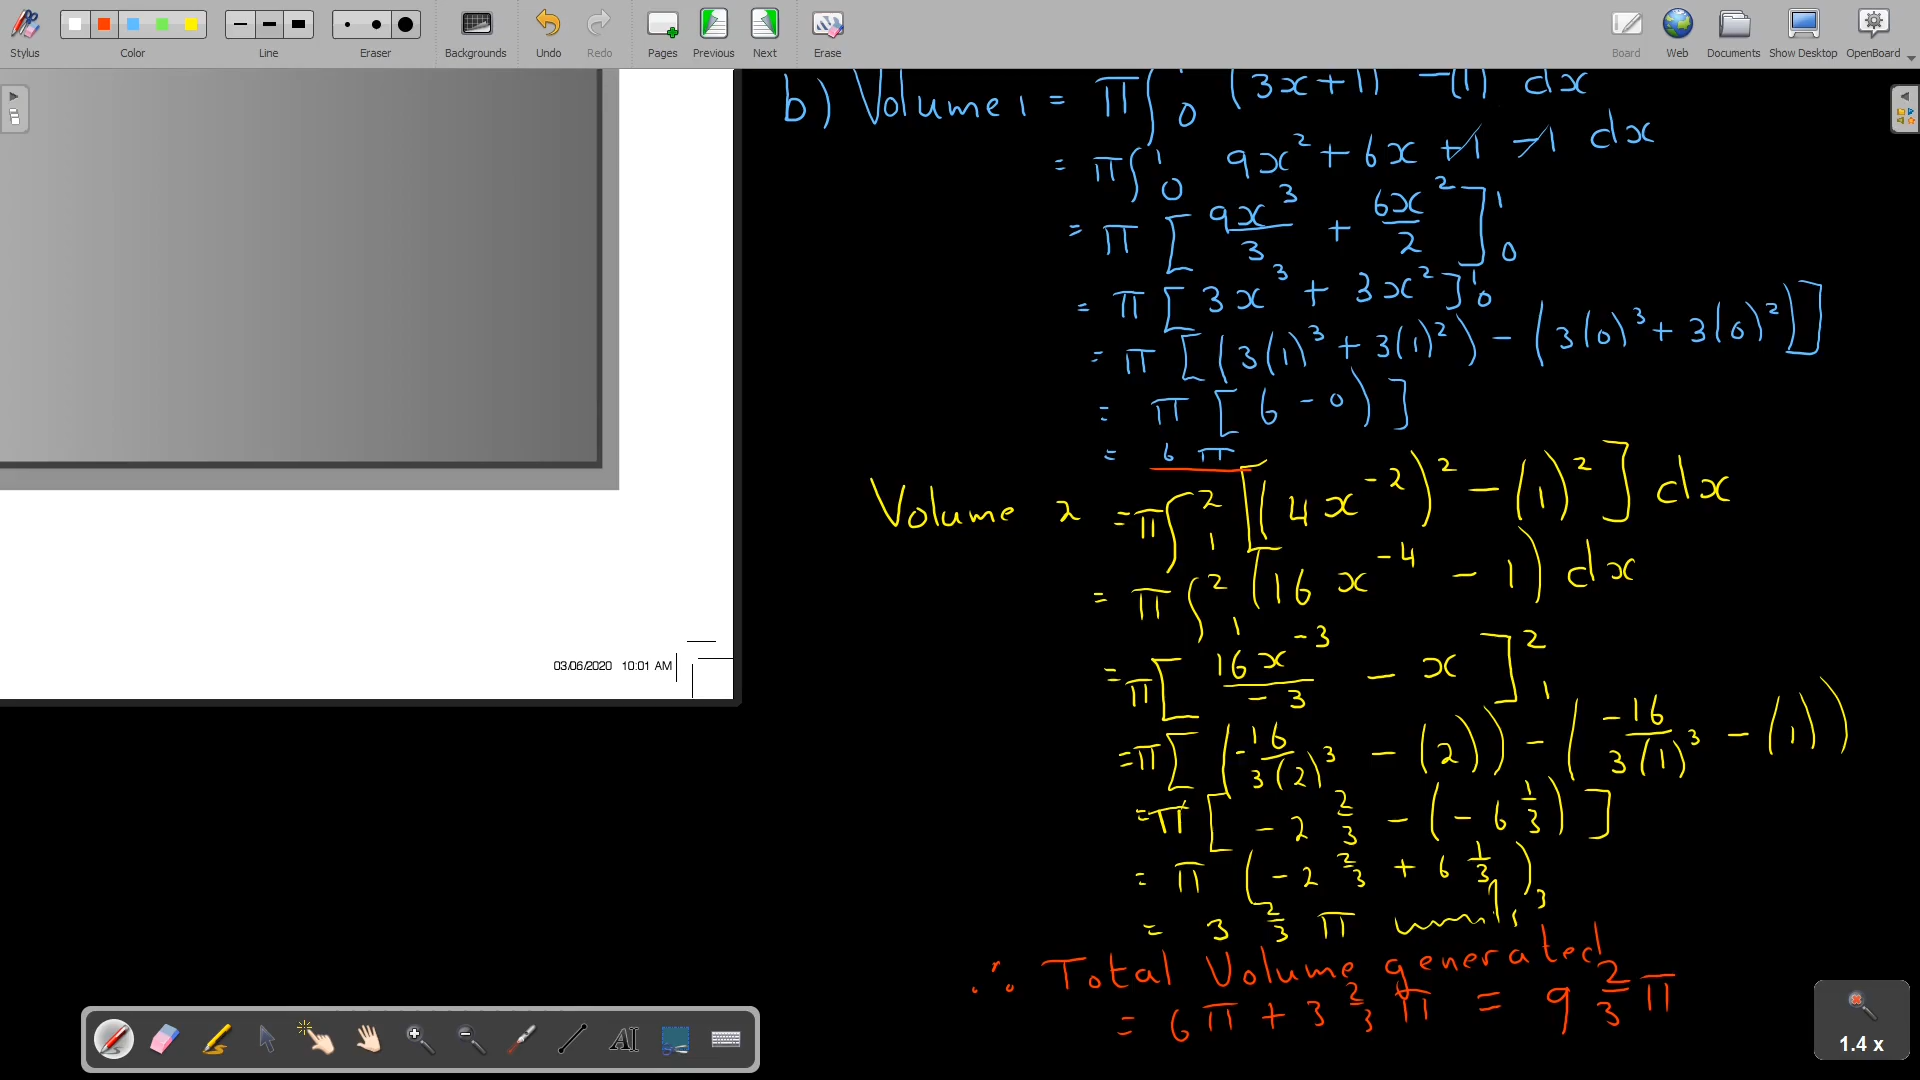 Stylus Color Line Eraser Backgrounds Undo Redo Pages Previous Next Erase Board Web Documents Show Desktop OpenBoard
b) Volume 1 = π∫₀¹ (3x+1) −(1) dx
= π∫₀¹ 9x² + 6x +1 −1 dx
= π [ 9x³/3 + 6x²/2 ]₀¹
= π [ 3x³ + 3x² ]₀¹
= π [ (3(1)³ + 3(1)²) − (3(0)³ + 3(0)²) ]
= π [ 6 − 0) ]
= 6 π
Volume 2 = π∫₁² [ (4x⁻²)² − (1)² ] dx
= π∫₁² (16x⁻⁴ − 1) dx
= π [ 16x⁻³/−3 − x ]₁²
= π [ (−16/3(2)³ − (2)) − (−16/3(1)³ − (1))
= π [ −2 2/3 − (−6 1/3) ]
= π (−2 2/3 + 6 1/3)
= 3 2/3 π units³
∴ Total Volume generated
= 6π + 3 2/3 π = 9 2/3 π
03/06/2020 10:01 AM
1.4 x